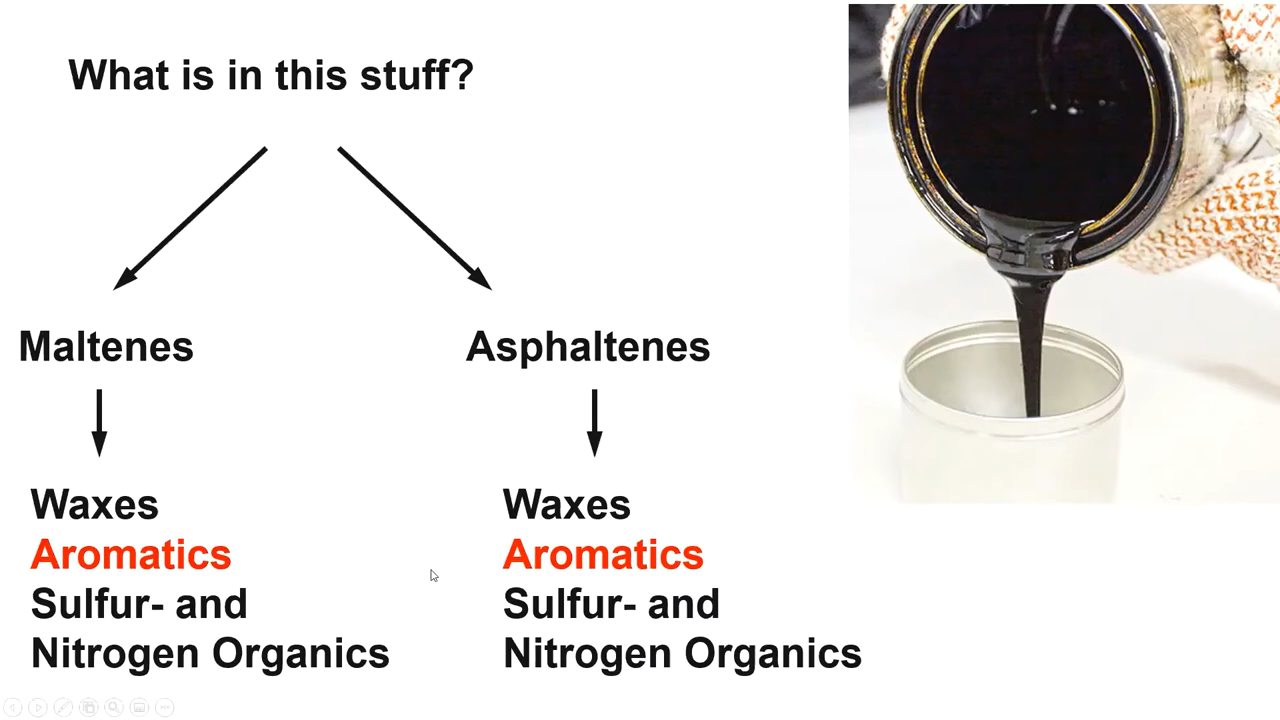 What is in this stuff?
Maltenes
Asphaltenes
Waxes
Aromatics
Sulfur- and
Nitrogen Organics
Waxes
Aromatics
Sulfur- and
Nitrogen Organics